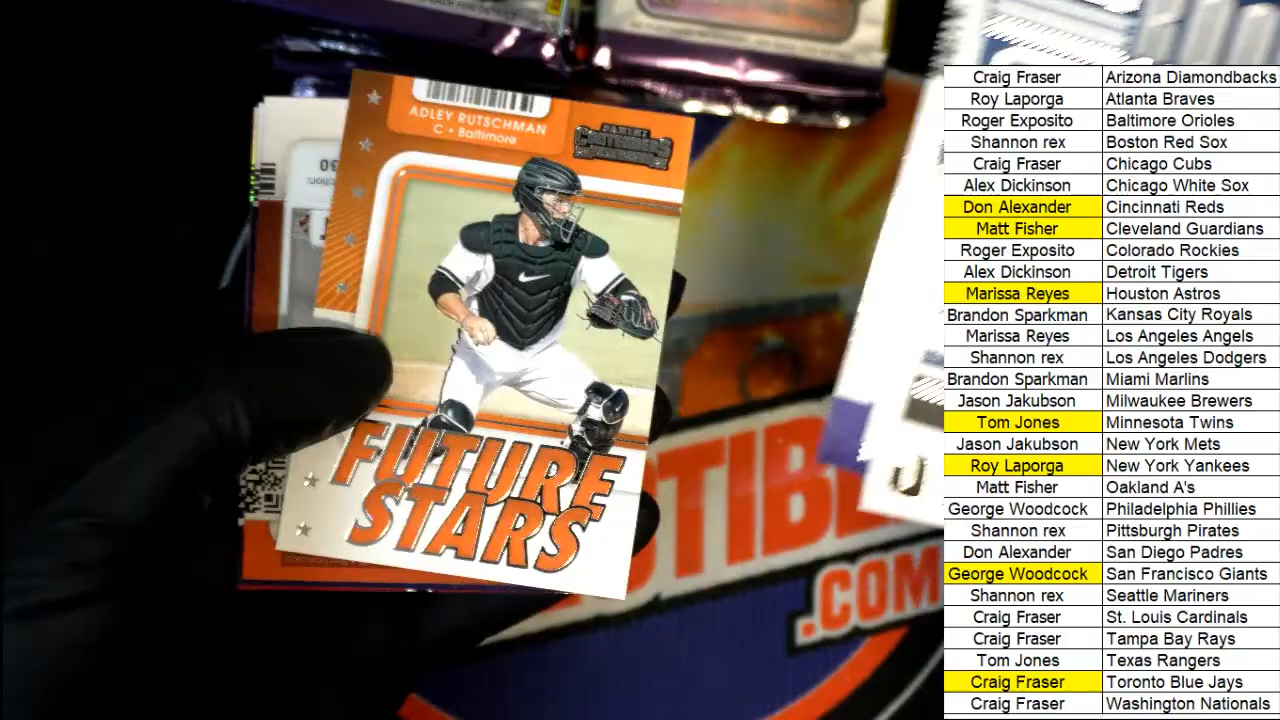 ADLEY RUTSCHMAN
C • Baltimore
PANINI
CONTENDERS
FUTURE
STARS
TIBL
.COM
Craig Fraser Arizona Diamondbacks
Roy Laporga Atlanta Braves
Roger Exposito Baltimore Orioles
Shannon rex Boston Red Sox
Craig Fraser Chicago Cubs
Alex Dickinson Chicago White Sox
Don Alexander Cincinnati Reds
Matt Fisher Cleveland Guardians
Roger Exposito Colorado Rockies
Alex Dickinson Detroit Tigers
Marissa Reyes Houston Astros
Brandon Sparkman Kansas City Royals
Marissa Reyes Los Angeles Angels
Shannon rex Los Angeles Dodgers
Brandon Sparkman Miami Marlins
Jason Jakubson Milwaukee Brewers
Tom Jones Minnesota Twins
Jason Jakubson New York Mets
Roy Laporga New York Yankees
Matt Fisher Oakland A's
George Woodcock Philadelphia Phillies
Shannon rex Pittsburgh Pirates
Don Alexander San Diego Padres
George Woodcock San Francisco Giants
Shannon rex Seattle Mariners
Craig Fraser St. Louis Cardinals
Craig Fraser Tampa Bay Rays
Tom Jones Texas Rangers
Craig Fraser Toronto Blue Jays
Craig Fraser Washington Nationals